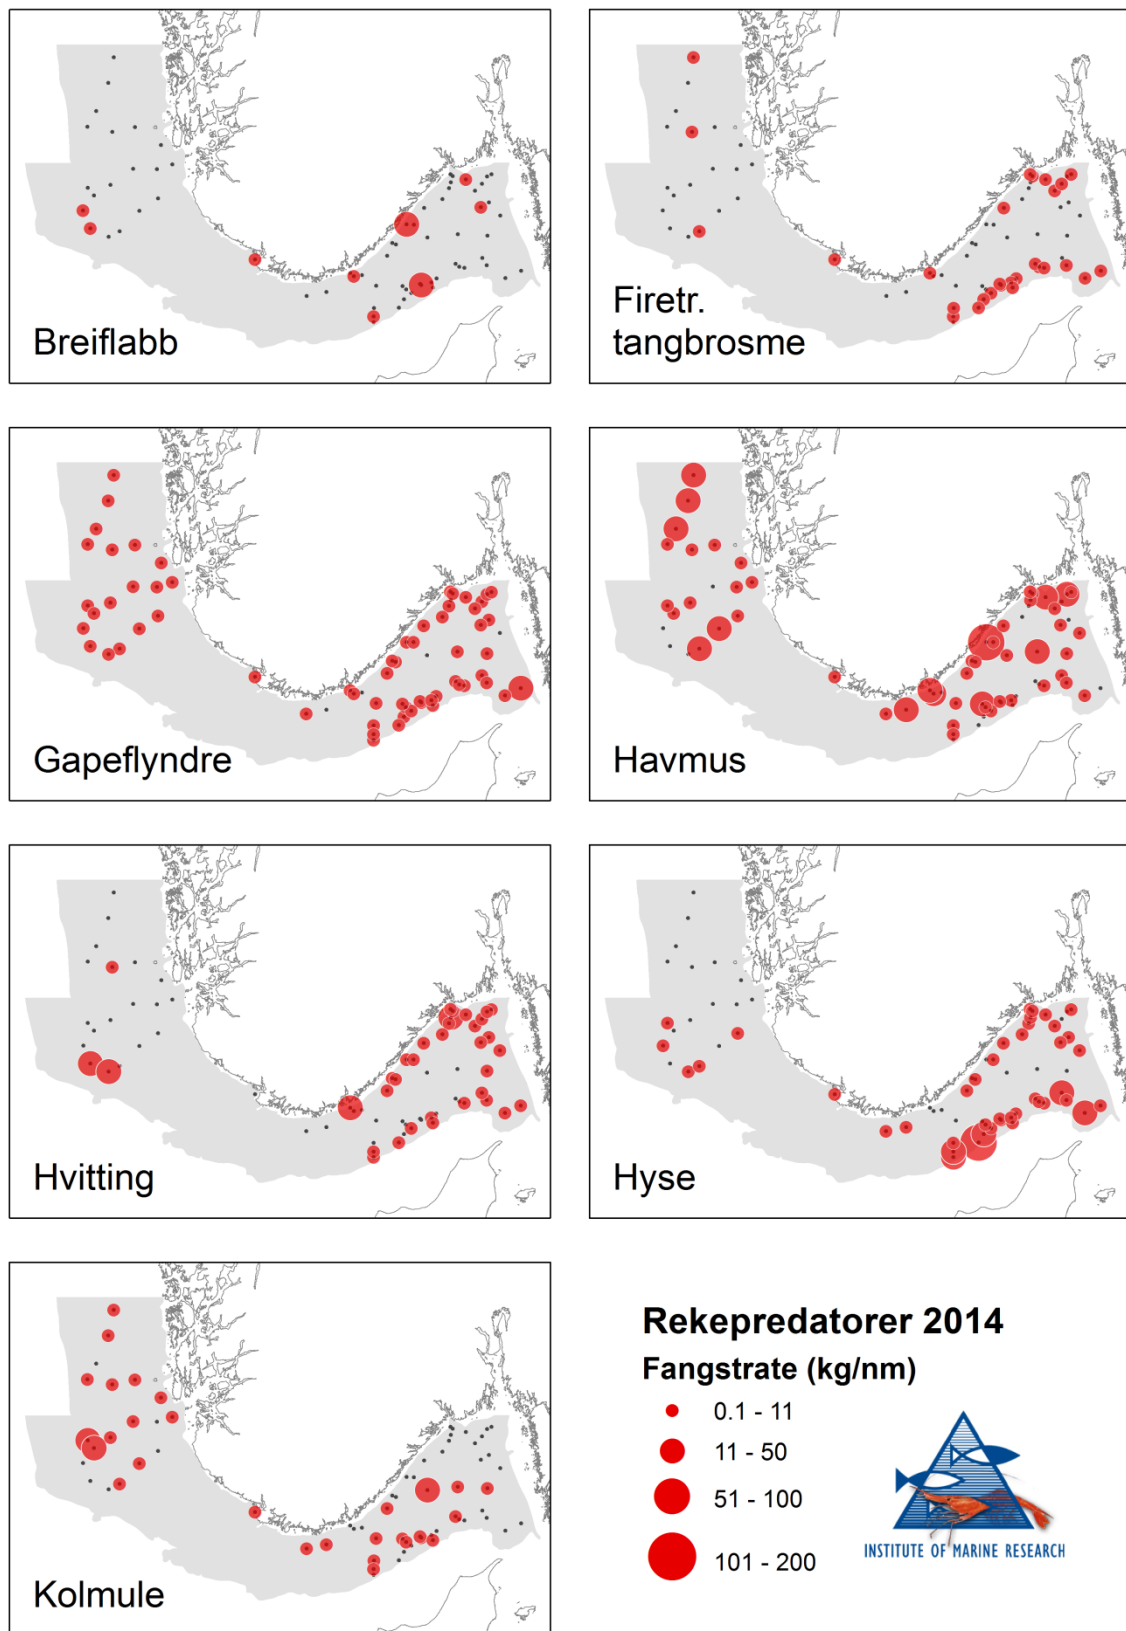 Breiflabb
Firetr.
tangbrosme
Gapeflyndre
Havmus
Hvitting
Hyse
Kolmule
Rekepredatorer 2014
Fangstrate (kg/nm)
0.1 - 11
11 - 50
51 - 100
101 - 200
INSTITUTE OF MARINE RESEARCH